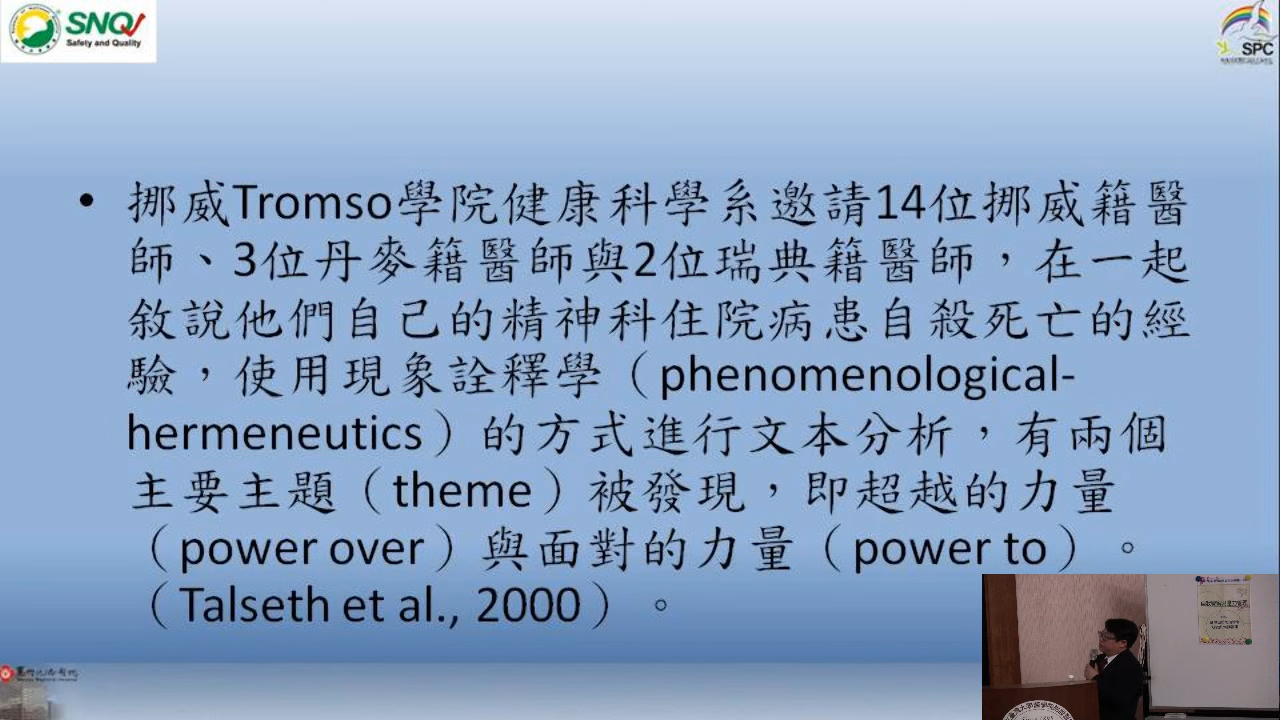 SNQ
Safety and Quality
SPC
• 挪威Tromso學院健康科學系邀請14位挪威籍醫
師、3位丹麥籍醫師與2位瑞典籍醫師，在一起
敘說他們自己的精神科住院病患自殺死亡的經
驗，使用現象詮釋學（phenomenological-
hermeneutics）的方式進行文本分析，有兩個
主要主題（theme）被發現，即超越的力量
（power over）與面對的力量（power to）。
（Talseth et al., 2000）。